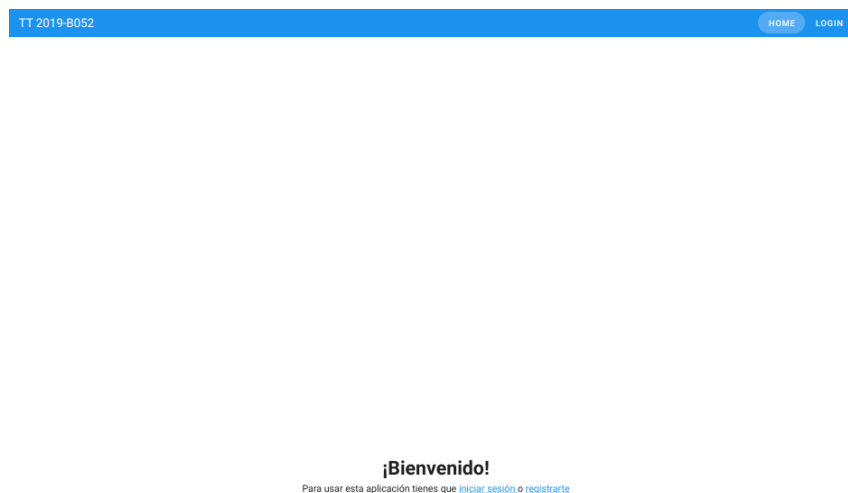 TT 2019-B052
HOME LOGIN
¡Bienvenido!
Para usar esta aplicación tienes que iniciar sesión o registrarte